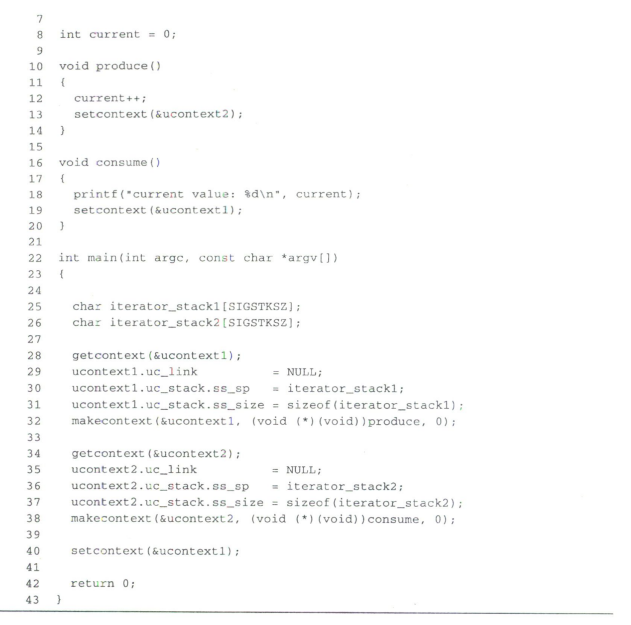 7
8 int current = 0;
9
10 void produce()
11 {
12   current++;
13   setcontext(&ucontext2);
14 }
15
16 void consume()
17 {
18   printf("current value: %d\n", current);
19   setcontext(&ucontext1);
20 }
21
22 int main(int argc, const char *argv[])
23 {
24
25   char iterator_stack1[SIGSTKSZ];
26   char iterator_stack2[SIGSTKSZ];
27
28   getcontext(&ucontext1);
29   ucontext1.uc_link           = NULL;
30   ucontext1.uc_stack.ss_sp   = iterator_stack1;
31   ucontext1.uc_stack.ss_size = sizeof(iterator_stack1);
32   makecontext(&ucontext1, (void (*)(void))produce, 0);
33
34   getcontext(&ucontext2);
35   ucontext2.uc_link           = NULL;
36   ucontext2.uc_stack.ss_sp   = iterator_stack2;
37   ucontext2.uc_stack.ss_size = sizeof(iterator_stack2);
38   makecontext(&ucontext2, (void (*)(void))consume, 0);
39
40   setcontext(&ucontext1);
41
42   return 0;
43 }